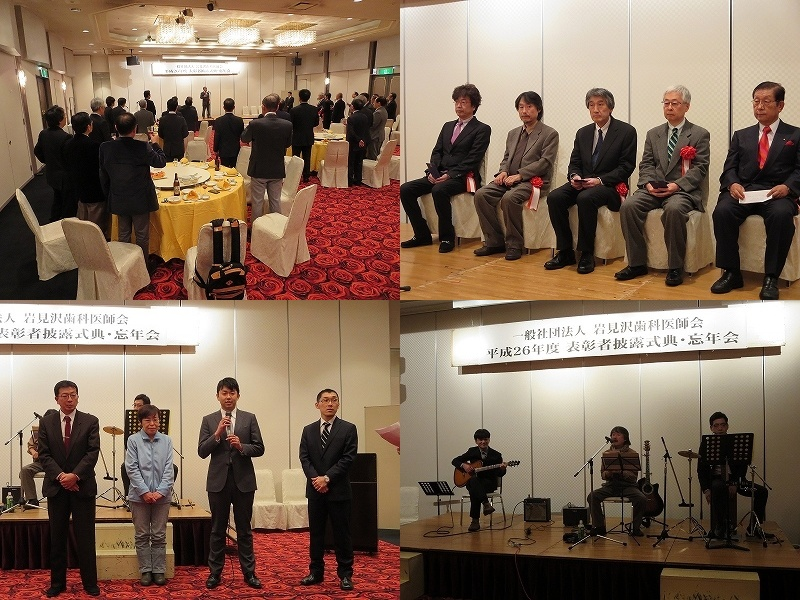 人 岩見沢歯科医師会
表彰者披露式典・忘年会
一般社団法人 岩見沢歯科医師会
平成26年度 表彰者披露式典・忘年会